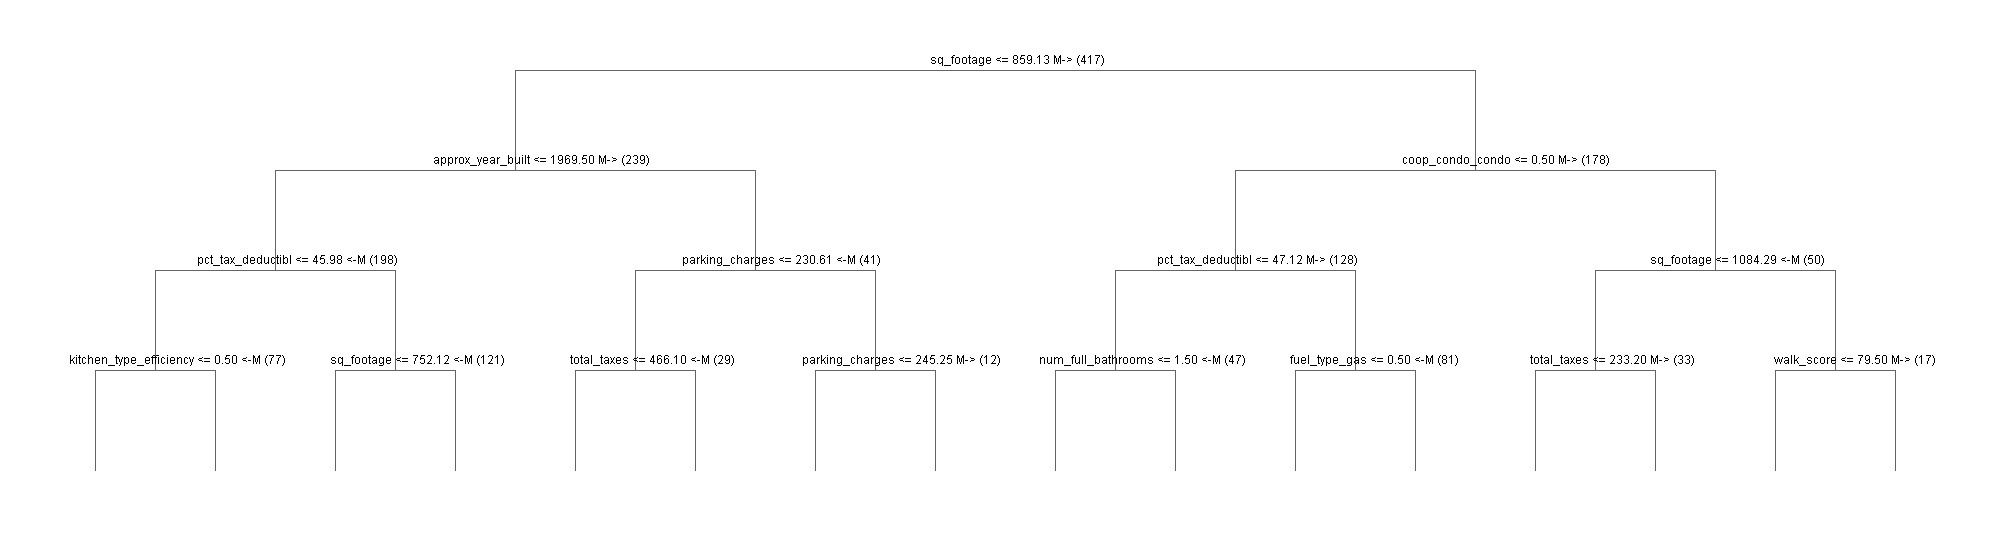 sq_footage <= 859.13 M-> (417)
approx_year_built <= 1969.50 M-> (239)
coop_condo_condo <= 0.50 M-> (178)
pct_tax_deductibl <= 45.98 <-M (198)
parking_charges <= 230.61 <-M (41)
pct_tax_deductibl <= 47.12 M-> (128)
sq_footage <= 1084.29 <-M (50)
kitchen_type_efficiency <= 0.50 <-M (77)
sq_footage <= 752.12 <-M (121)
total_taxes <= 466.10 <-M (29)
parking_charges <= 245.25 M-> (12)
num_full_bathrooms <= 1.50 <-M (47)
fuel_type_gas <= 0.50 <-M (81)
total_taxes <= 233.20 M-> (33)
walk_score <= 79.50 M-> (17)